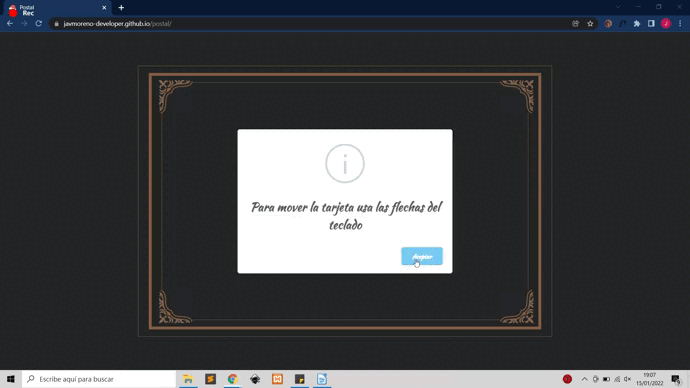 Postal
Rec
javmoreno-developer.github.io/postal/
Para mover la tarjeta usa las flechas del
teclado
Aceptar
Escribe aquí para buscar
19:07
15/01/2022